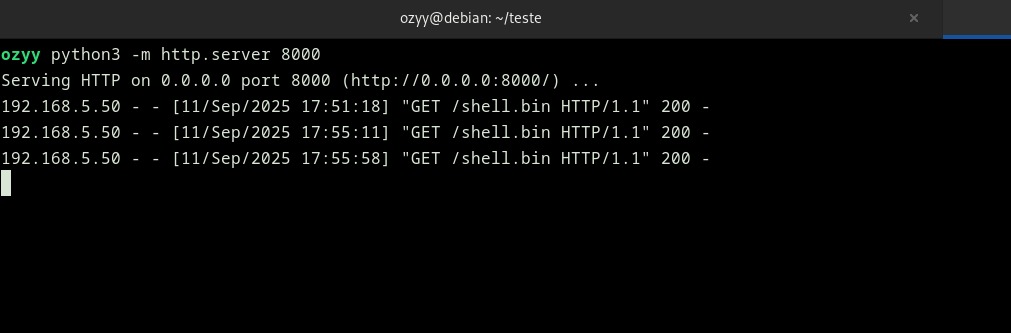 ozyy@debian: ~/teste ×
ozyy python3 -m http.server 8000
Serving HTTP on 0.0.0.0 port 8000 (http://0.0.0.0:8000/) ...
192.168.5.50 - - [11/Sep/2025 17:51:18] "GET /shell.bin HTTP/1.1" 200 -
192.168.5.50 - - [11/Sep/2025 17:55:11] "GET /shell.bin HTTP/1.1" 200 -
192.168.5.50 - - [11/Sep/2025 17:55:58] "GET /shell.bin HTTP/1.1" 200 -